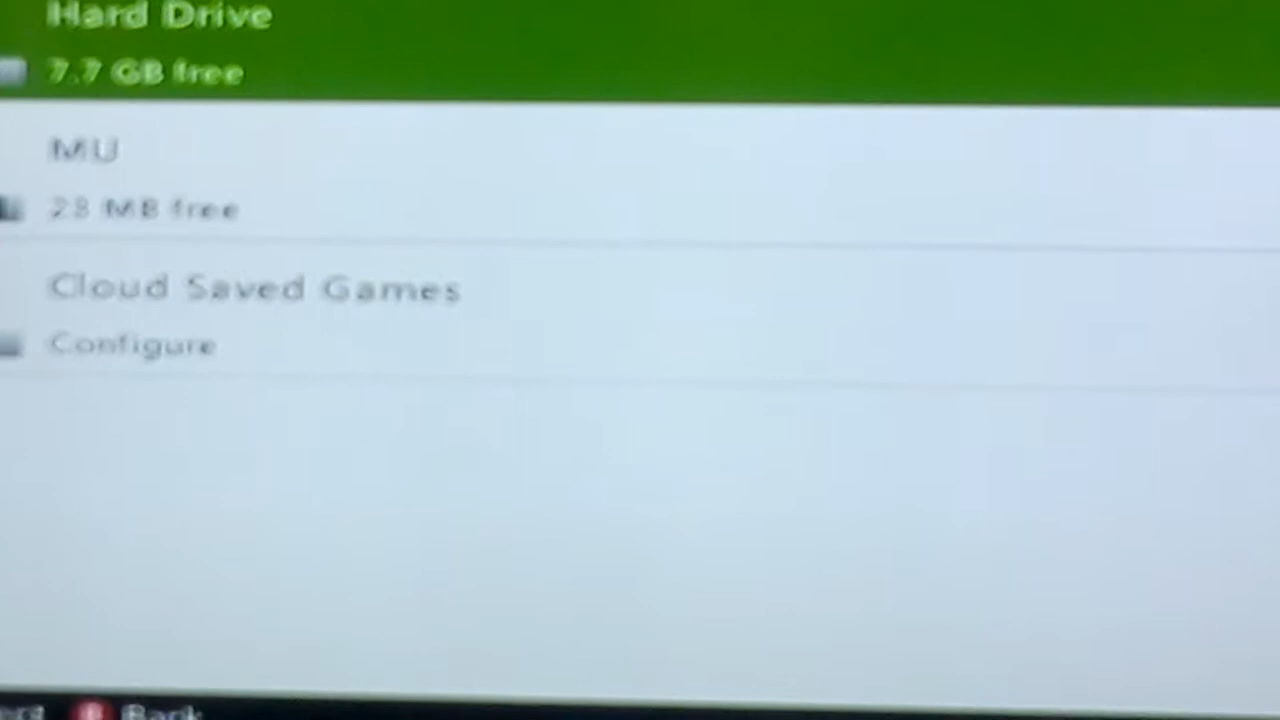 Hard Drive
7.7 GB free
MU
23 MB free
Cloud Saved Games
Configure
Back